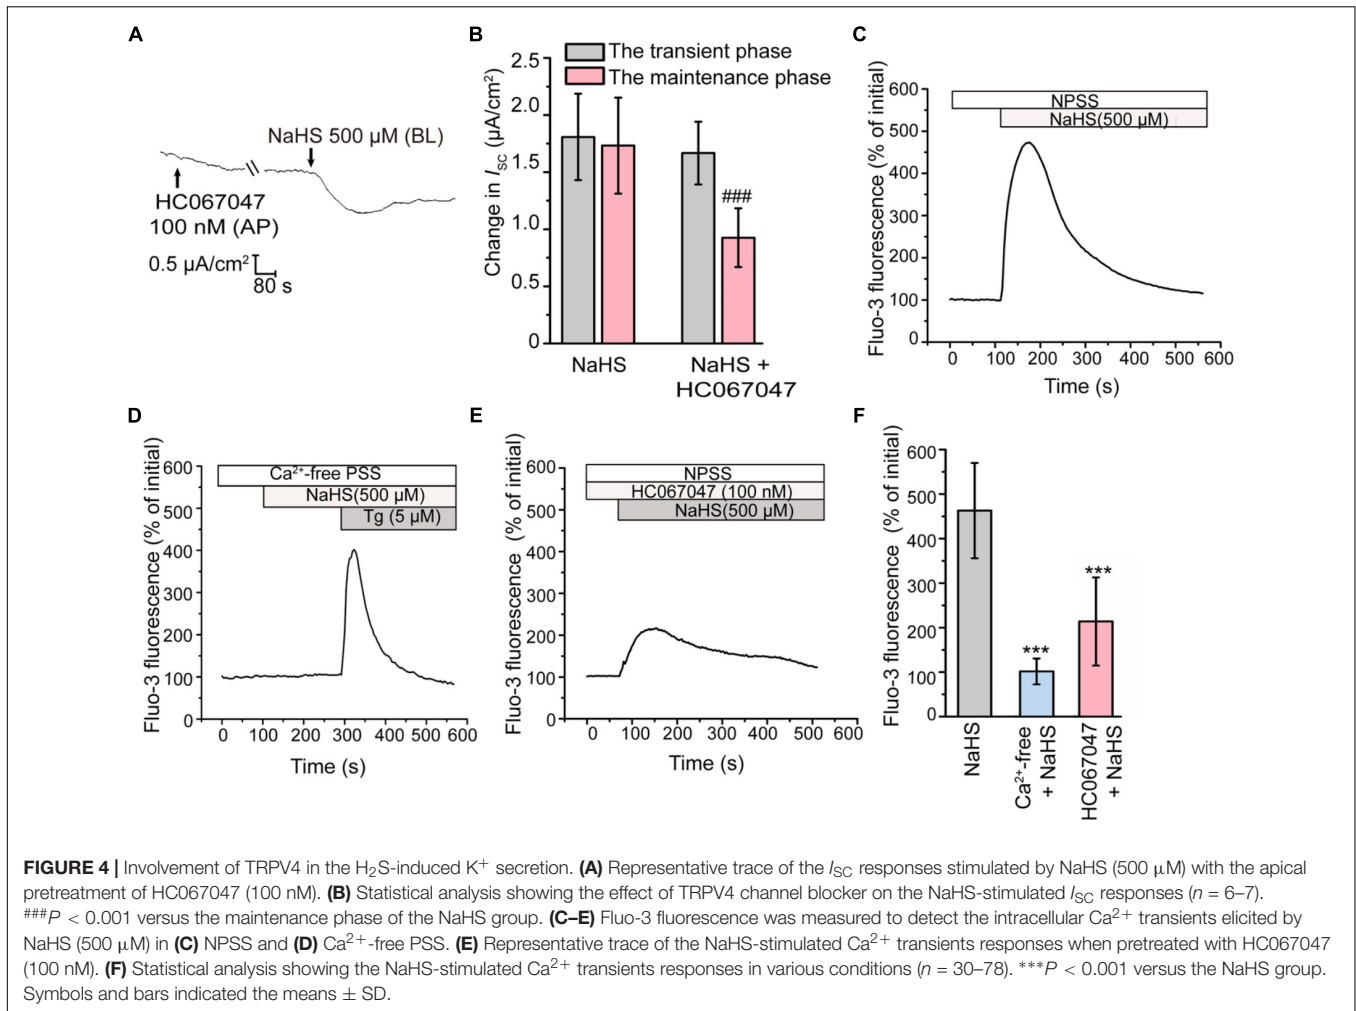 A
NaHS 500 µM (BL)
HC067047
100 nM (AP)
0.5 µA/cm²
80 s
B
The transient phase
The maintenance phase
Change in ISC (µA/cm²)
2.5
2.0
1.5
1.0
0.5
0
###
NaHS
NaHS +
HC067047
C
Fluo-3 fluorescence (% of initial)
600
500
400
300
200
100
0
NPSS
NaHS(500 µM)
0 100 200 300 400 500 600
Time (s)
D
Fluo-3 fluorescence (% of initial)
600
500
400
300
200
100
0
Ca²⁺-free PSS
NaHS(500 µM)
Tg (5 µM)
0 100 200 300 400 500 600
Time (s)
E
Fluo-3 fluorescence (% of initial)
600
500
400
300
200
100
0
NPSS
HC067047 (100 nM)
NaHS(500 µM)
0 100 200 300 400 500 600
Time (s)
F
Fluo-3 fluorescence (% of initial)
600
500
400
300
200
100
0
***
***
NaHS
Ca²⁺-free
+ NaHS
HC067047
+ NaHS
FIGURE 4 | Involvement of TRPV4 in the H₂S-induced K⁺ secretion. (A) Representative trace of the ISC responses stimulated by NaHS (500 µM) with the apical
pretreatment of HC067047 (100 nM). (B) Statistical analysis showing the effect of TRPV4 channel blocker on the NaHS-stimulated ISC responses (n = 6–7).
###P < 0.001 versus the maintenance phase of the NaHS group. (C–E) Fluo-3 fluorescence was measured to detect the intracellular Ca²⁺ transients elicited by
NaHS (500 µM) in (C) NPSS and (D) Ca²⁺-free PSS. (E) Representative trace of the NaHS-stimulated Ca²⁺ transients responses when pretreated with HC067047
(100 nM). (F) Statistical analysis showing the NaHS-stimulated Ca²⁺ transients responses in various conditions (n = 30–78). ***P < 0.001 versus the NaHS group.
Symbols and bars indicated the means ± SD.